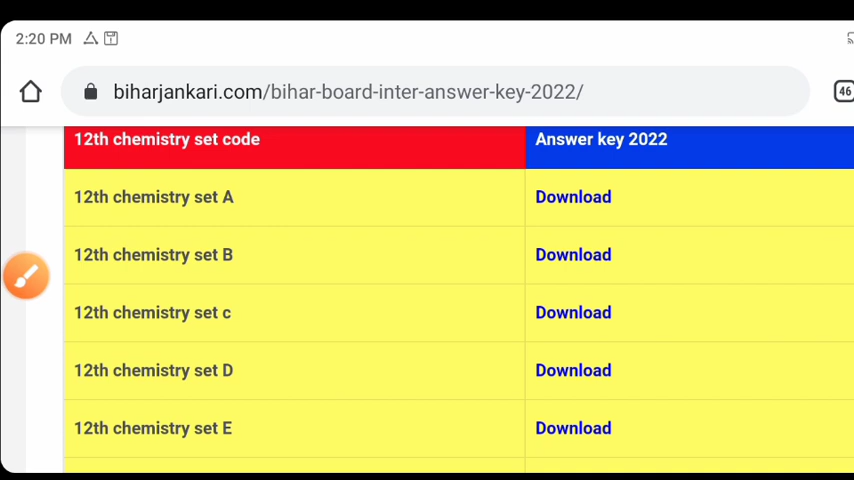 2:20 PM
biharjankari.com/bihar-board-inter-answer-key-2022/
46
12th chemistry set code Answer key 2022
12th chemistry set A Download
12th chemistry set B Download
12th chemistry set c Download
12th chemistry set D Download
12th chemistry set E Download